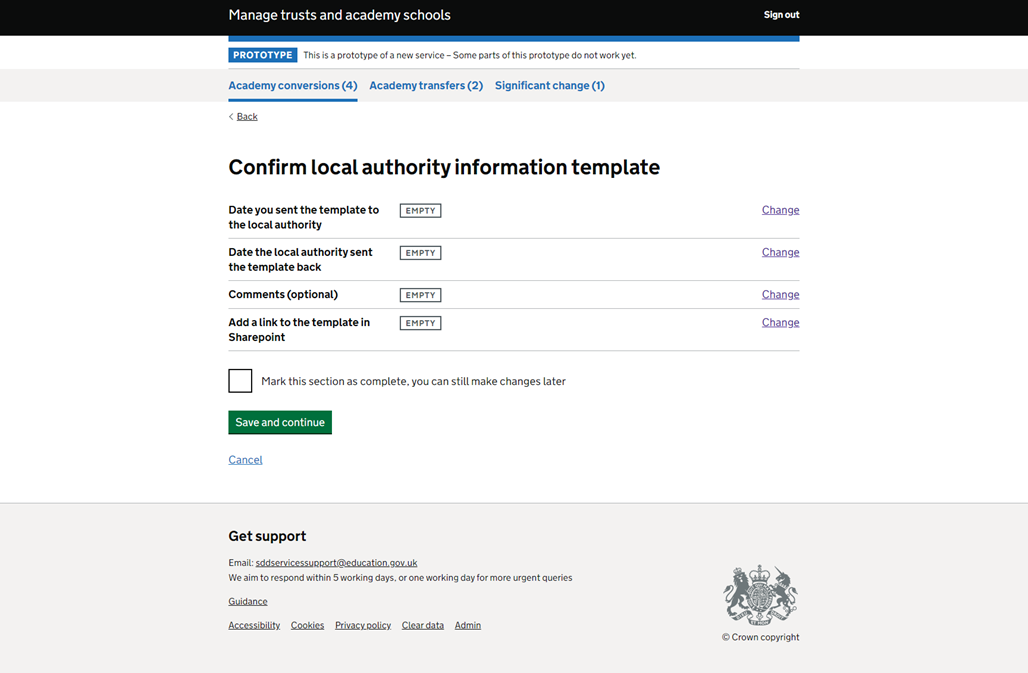 Manage trusts and academy schools
Sign out
PROTOTYPE This is a prototype of a new service – Some parts of this prototype do not work yet.
Academy conversions (4) Academy transfers (2) Significant change (1)
Back
Confirm local authority information template
Date you sent the template to
the local authority
EMPTY
Change
Date the local authority sent
the template back
EMPTY
Change
Comments (optional)
EMPTY
Change
Add a link to the template in
Sharepoint
EMPTY
Change
Mark this section as complete, you can still make changes later
Save and continue
Cancel
Get support
Email: sddservicessupport@education.gov.uk
We aim to respond within 5 working days, or one working day for more urgent queries
Guidance
Accessibility Cookies Privacy policy Clear data Admin
© Crown copyright